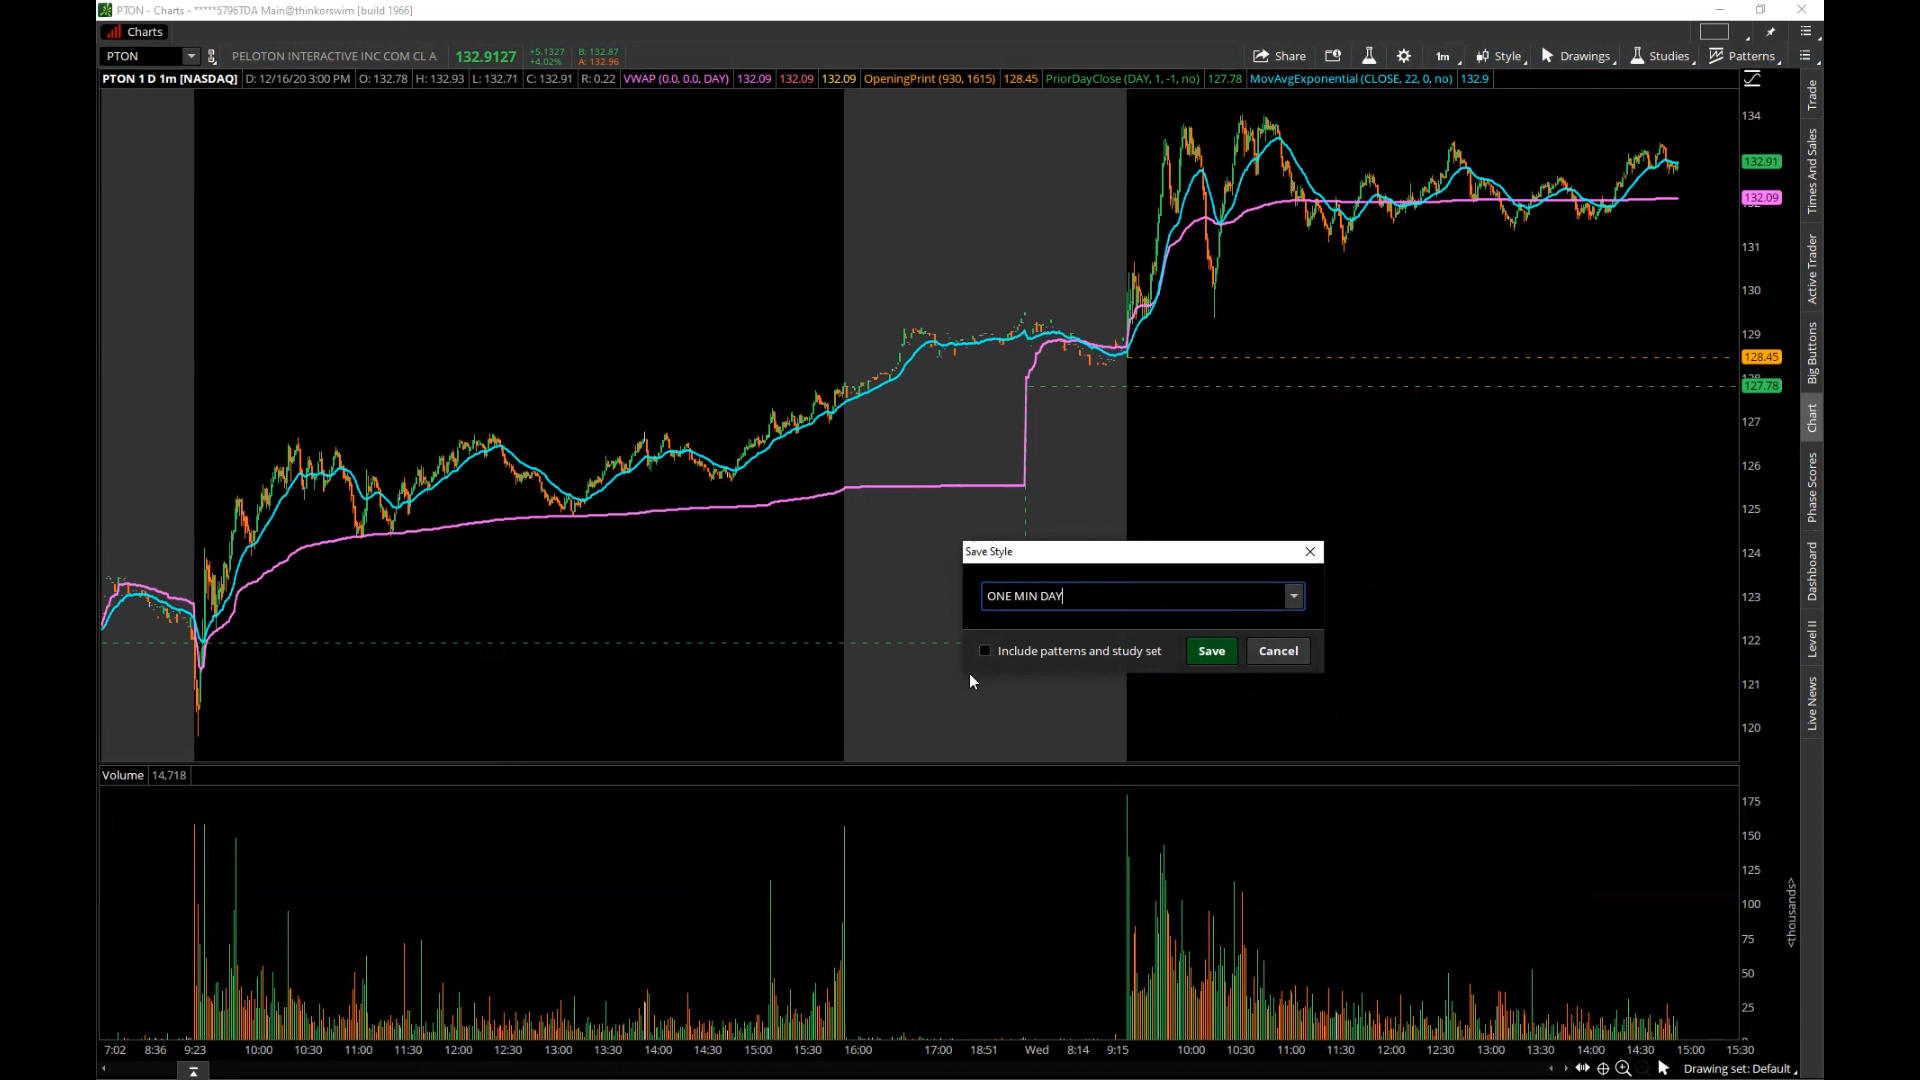 PTON - Charts - *****5796TDA Main@thinkorswim [build 1966]
Charts
PTON PELOTON INTERACTIVE INC COM CL A 132.9127 +5.1327 +4.02% B: 132.87 A: 132.96 Share 1m Style Drawings Studies Patterns
PTON 1 D 1m [NASDAQ] D: 12/16/20 3:00 PM O: 132.78 H: 132.93 L: 132.71 C: 132.91 R: 0.22 VWAP (0.0, 0.0, DAY) 132.09 132.09 132.09 OpeningPrint (930, 1615) 128.45 PriorDayClose (DAY, 1, -1, no) 127.78 MovAvgExponential (CLOSE, 22, 0, no) 132.9
134
132.91
132.09
131
130
129
128.45
127.78
127
126
125
124
123
122
121
120
Trade
Times And Sales
Active Trader
Big Buttons
Chart
Phase Scores
Dashboard
Level II
Live News
Save Style
ONE MIN DAY
Include patterns and study set Save Cancel
Volume 14,718
175
150
125
100
75
50
25
<thousands>
7:02 8:36 9:23 10:00 10:30 11:00 11:30 12:00 12:30 13:00 13:30 14:00 14:30 15:00 15:30 16:00 17:00 18:51 Wed 8:14 9:15 10:00 10:30 11:00 11:30 12:00 12:30 13:00 13:30 14:00 14:30 15:00 15:30
Drawing set: Default